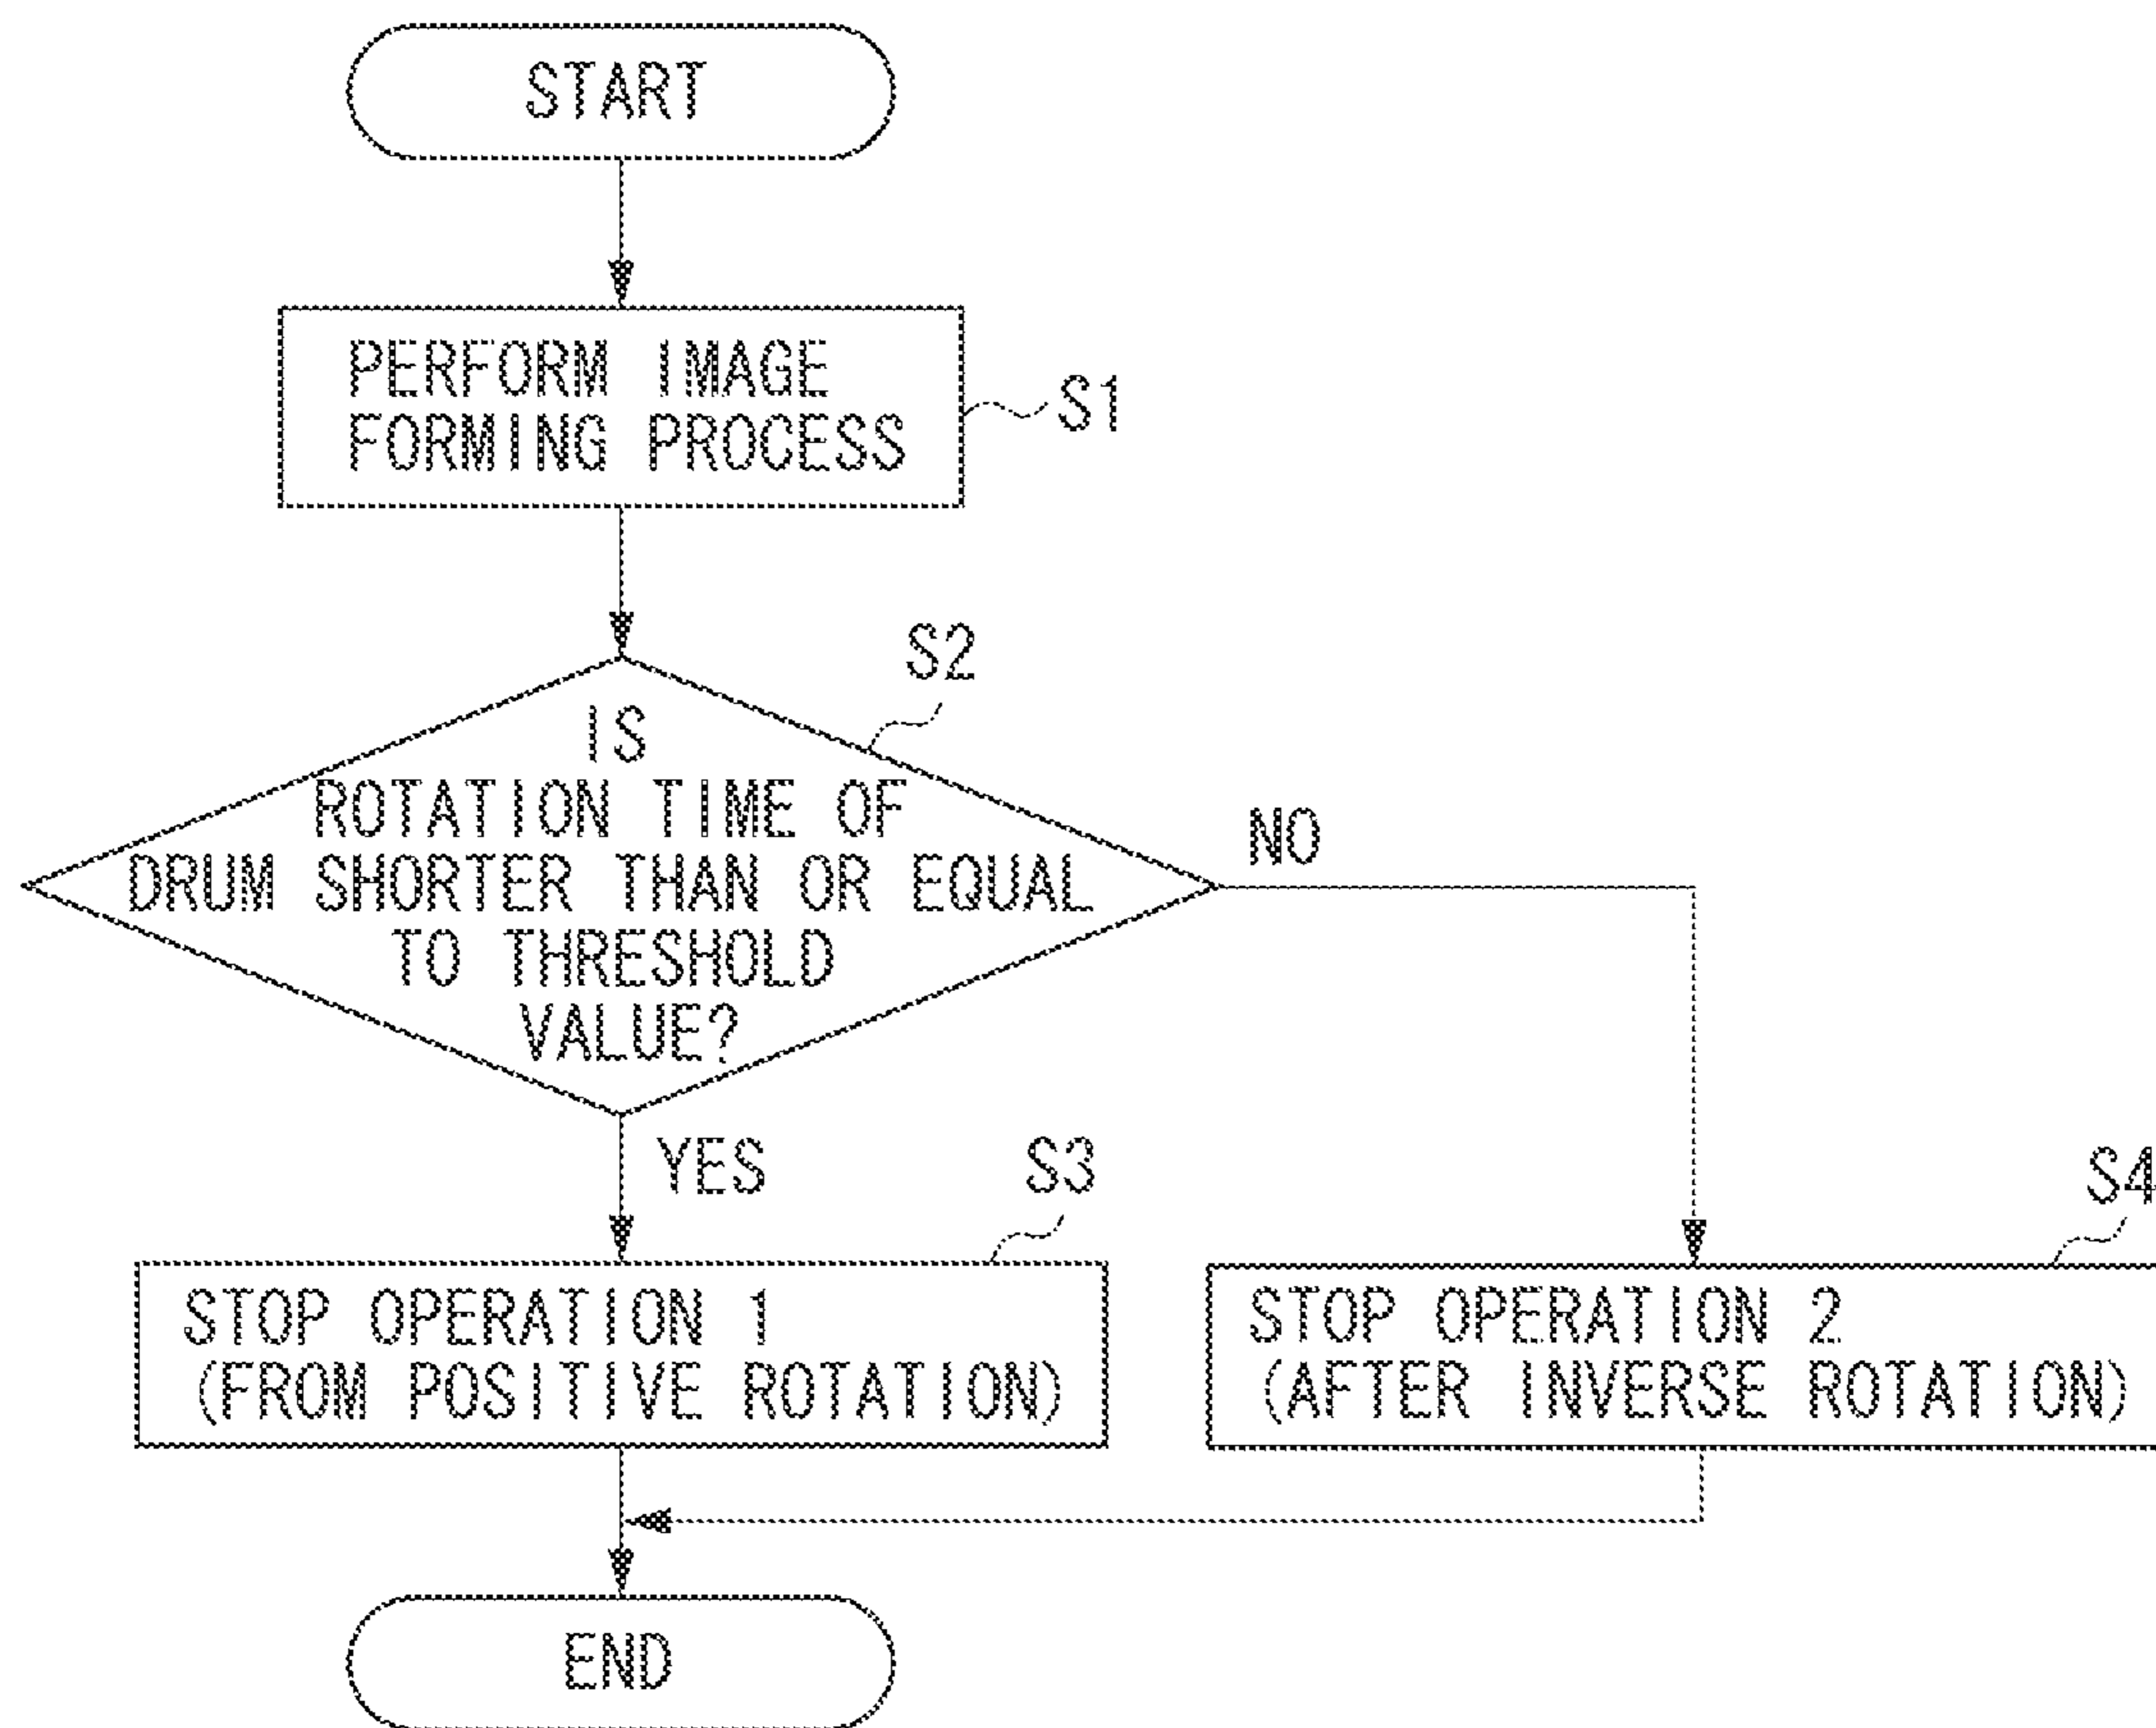 START
PERFORM IMAGE
FORMING PROCESS
S1
S2
IS
ROTATION TIME OF
DRUM SHORTER THAN OR EQUAL
TO THRESHOLD
VALUE?
NO
YES
S3
S4
STOP OPERATION 1
(FROM POSITIVE ROTATION)
STOP OPERATION 2
(AFTER INVERSE ROTATION)
END